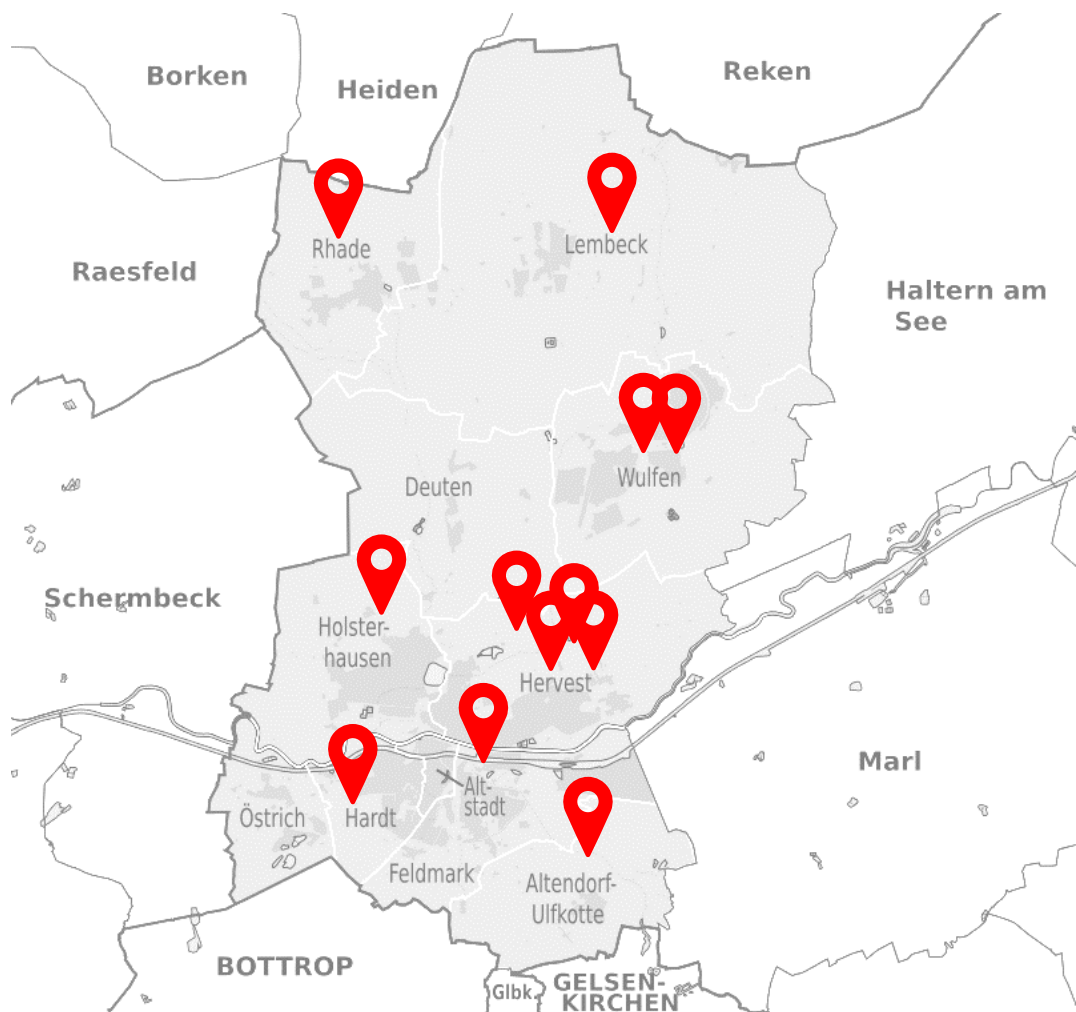 Borken
Heiden
Reken
Rhade
Lembeck
Raesfeld
Haltern am
See
Wulfen
Deuten
Schermbeck
Holster-
hausen
Hervest
Marl
Östrich
Hardt
Alt-
stadt
Feldmark
Altendorf-
Ulfkotte
BOTTROP
Glbk.
GELSEN-
KIRCHEN